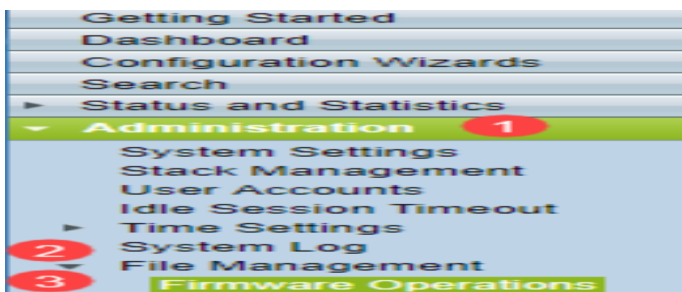 Getting Started
Dashboard
Configuration Wizards
Search
Status and Statistics
Administration 1
System Settings
Stack Management
User Accounts
Idle Session Timeout
Time Settings
2 System Log
File Management
3 Firmware Operations